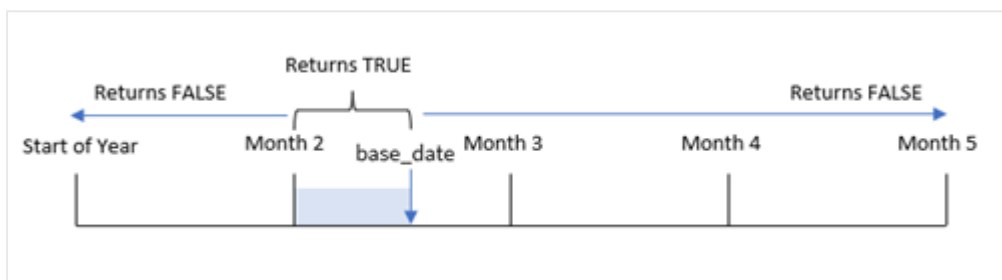 Returns TRUE
Returns FALSE
Returns FALSE
Start of Year
Month 2
base_date
Month 3
Month 4
Month 5